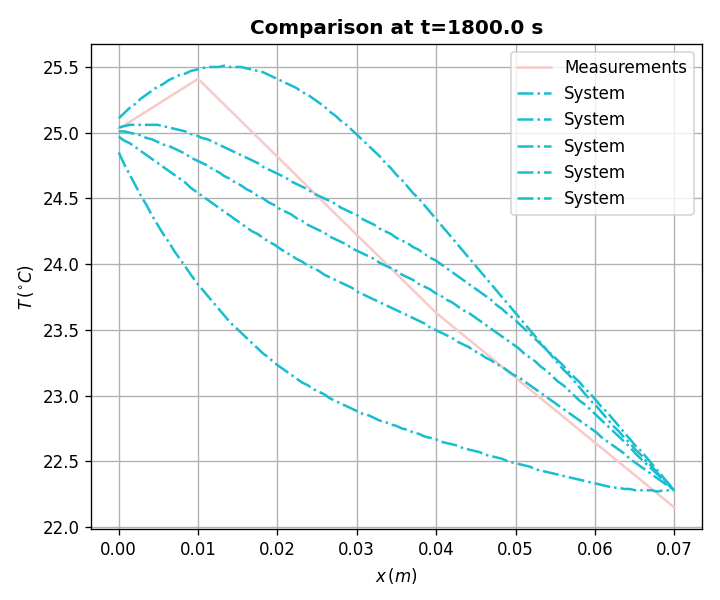 Comparison at t=1800.0 s
Measurements
System
System
System
System
System
25.5
25.0
24.5
24.0
23.5
23.0
22.5
22.0
T (°C)
0.00 0.01 0.02 0.03 0.04 0.05 0.06 0.07
x (m)